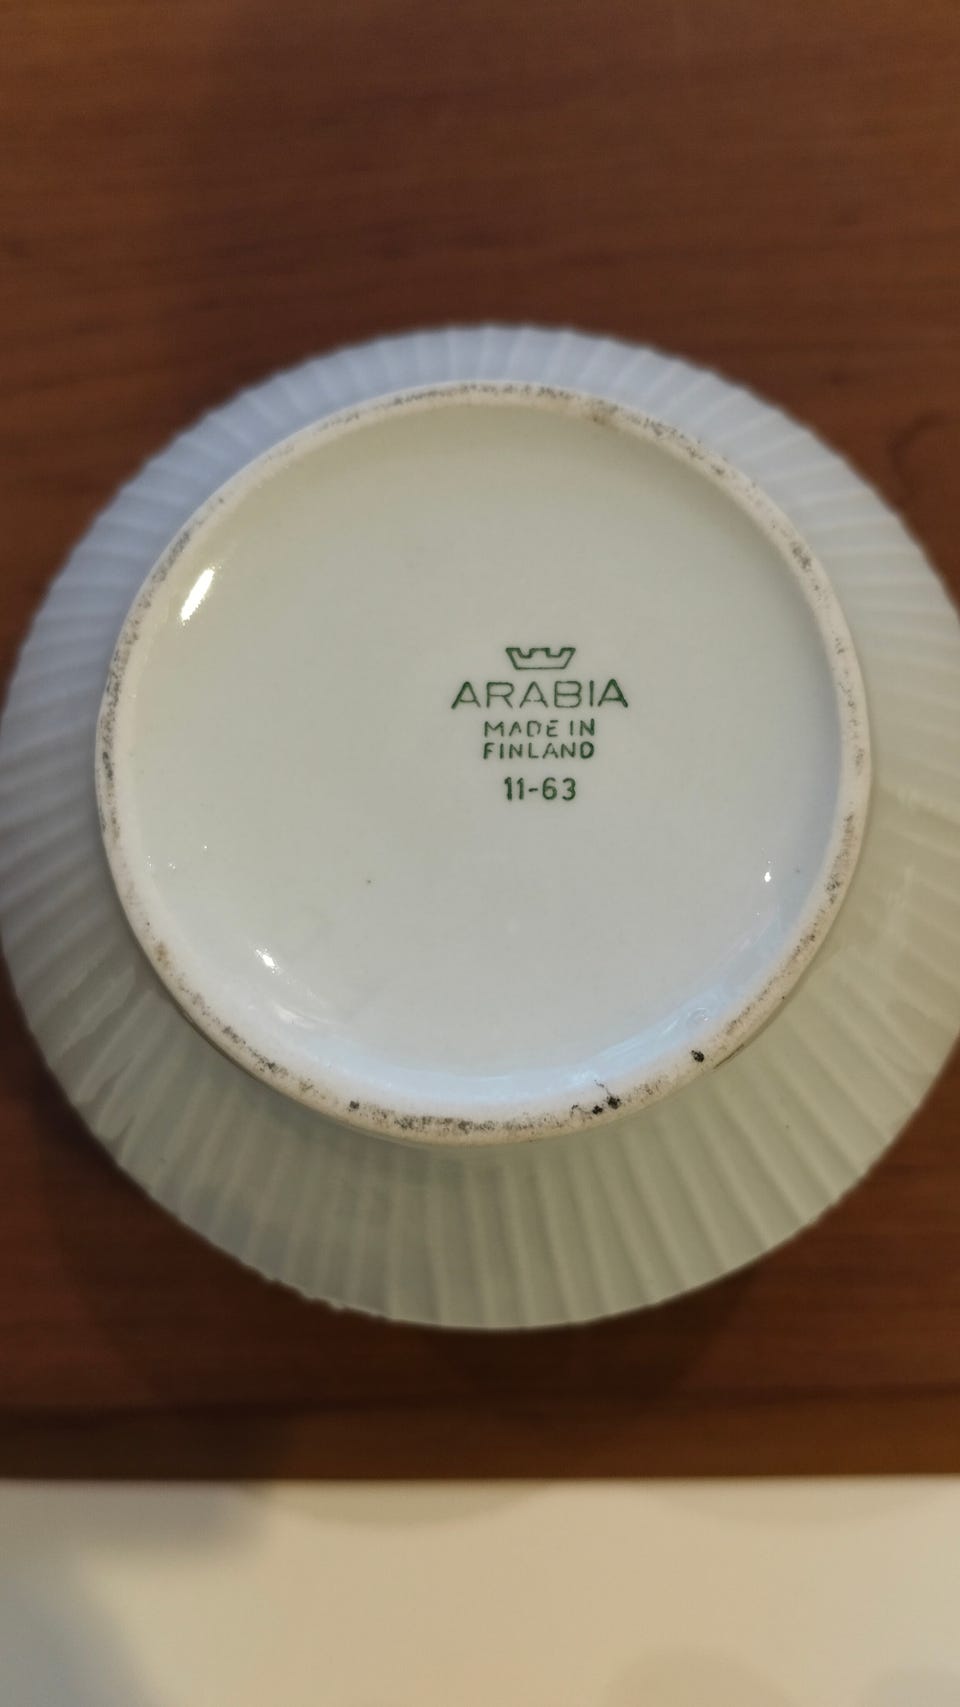 ARABIA
MADE IN
FINLAND
11-63